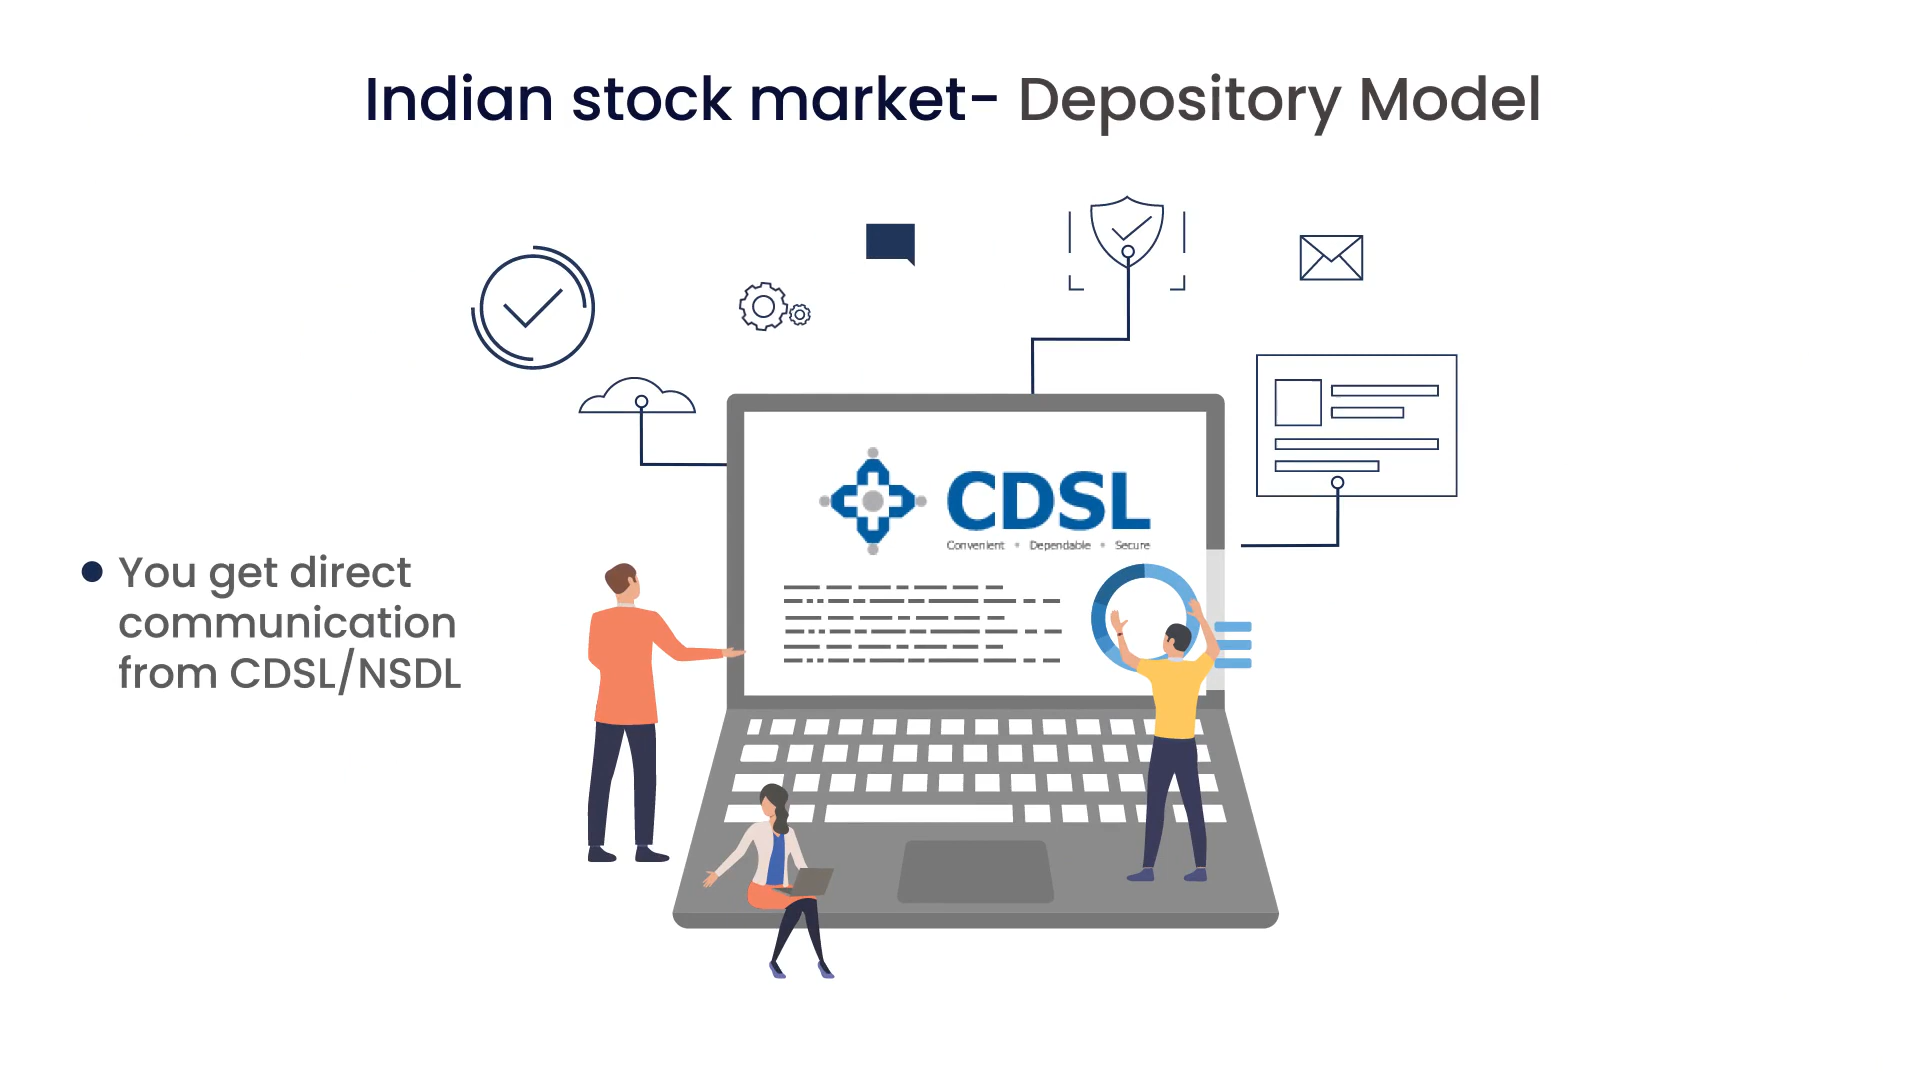 Indian stock market- Depository Model
CDSL
Convenient • Dependable • Secure
You get direct
communication
from CDSL/NSDL